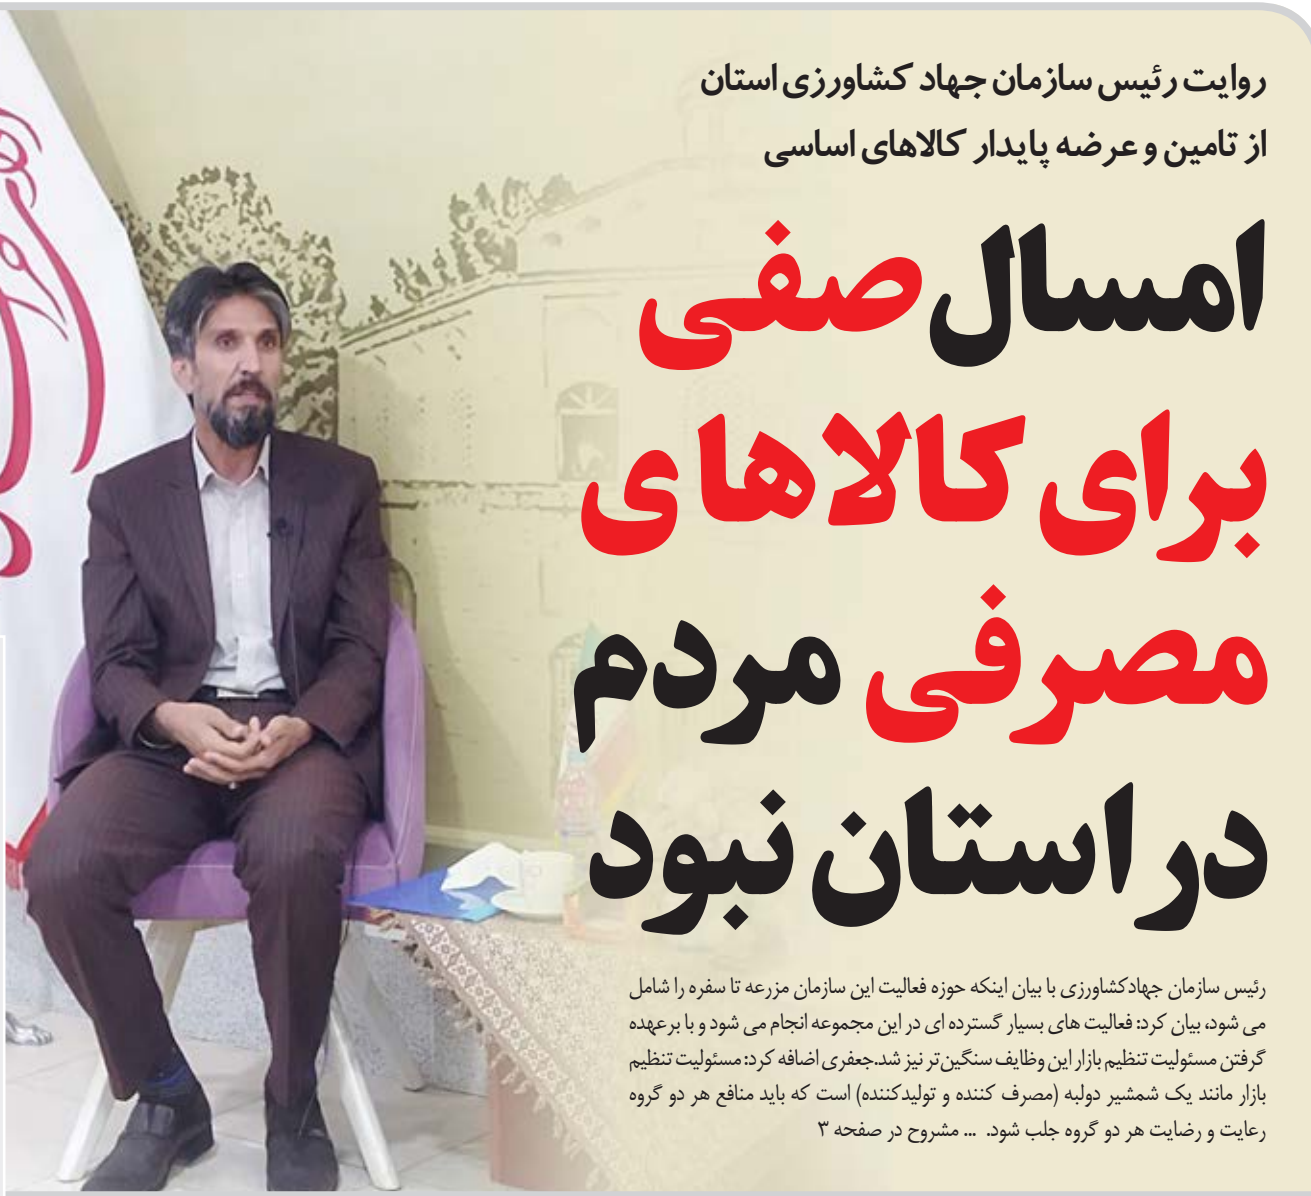 روایت رئیس سازمان جهاد کشاورزی استان
از تامین و عرضه پایدار کالاهای اساسی
امسال صفی
برای کالاهای
مصرفی مردم
در استان نبود
رئیس سازمان جهادکشاورزی با بیان اینکه حوزه فعالیت این سازمان مزرعه تا سفره را شامل
می شود، بیان کرد: فعالیت های بسیار گسترده ای در این مجموعه انجام می شود و با برعهده
گرفتن مسئولیت تنظیم بازار این وظایف سنگین‌تر نیز شد.جعفری اضافه کرد: مسئولیت تنظیم
بازار مانند یک شمشیر دولبه (مصرف کننده و تولیدکننده) است که باید منافع هر دو گروه
رعایت و رضایت هر دو گروه جلب شود. ... مشروح در صفحه ۳